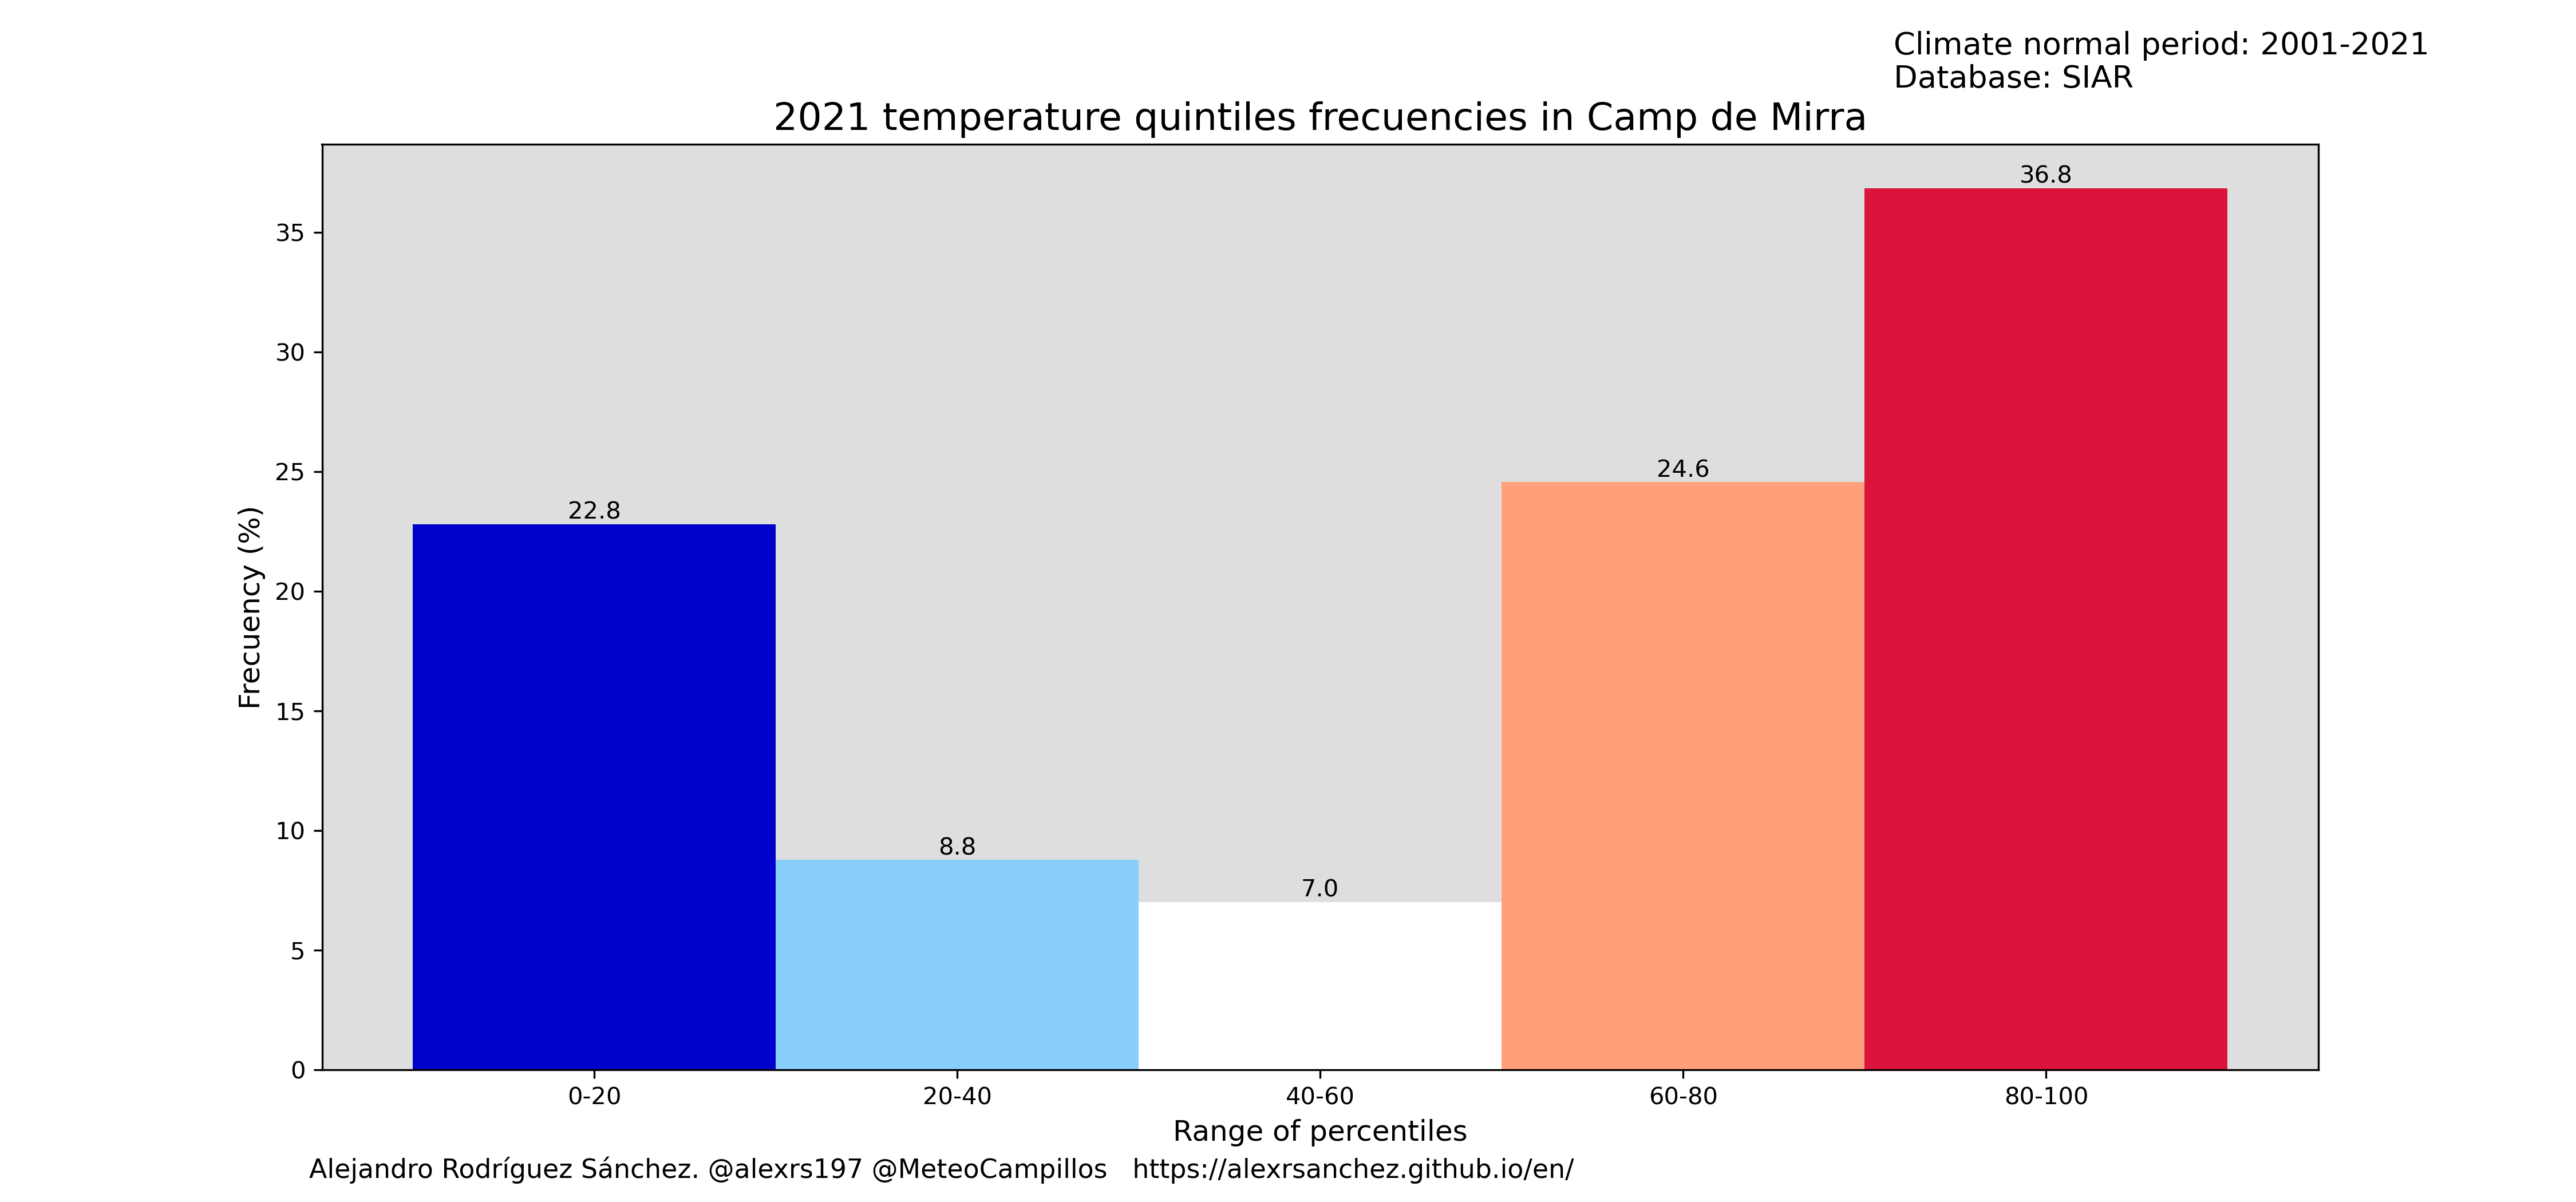 Climate normal period: 2001-2021
Database: SIAR
2021 temperature quintiles frecuencies in Camp de Mirra
36.8
35
30
25
24.6
22.8
Frecuency (%)
20
15
10
8.8
7.0
5
0
0-20 20-40 40-60 60-80 80-100
Range of percentiles
Alejandro Rodríguez Sánchez. @alexrs197 @MeteoCampillos https://alexrsanchez.github.io/en/